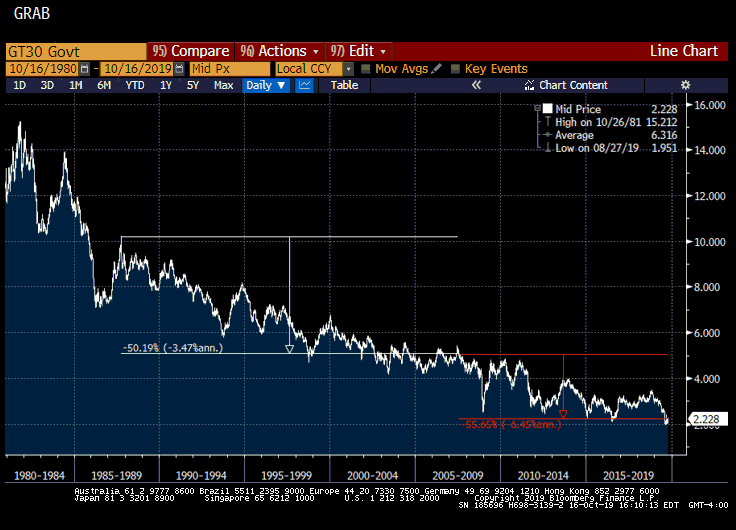 GRAB
GT30 Govt 95) Compare 96) Actions 97) Edit Line Chart
10/16/1980 - 10/16/2019 Mid Px Local CCY Mov Avgs Key Events
1D 3D 1M 6M YTD 1Y 5Y Max Daily ▼ Table « Chart Content
Mid Price 2.228
High on 10/26/81 15.212
Average 6.316
Low on 08/27/19 1.951
16.000
14.000
12.000
10.000
8.000
6.000
4.000
2.228
2.000
-50.19% (-3.47%ann.)
-55.65% (-6.45%ann.)
1980-1984 1985-1989 1990-1994 1995-1999 2000-2004 2005-2009 2010-2014 2015-2019
Australia 61 2 9777 8600 Brazil 5511 2395 9000 Europe 44 20 7330 7500 Germany 49 69 9204 1210 Hong Kong 852 2977 6000
Japan 81 3 3201 8900 Singapore 65 6212 1000 U.S. 1 212 318 2000 Copyright 2019 Bloomberg Finance L.P.
SN 185696 H698-3139-2 16-Oct-19 16:10:13 EDT GMT-4:00